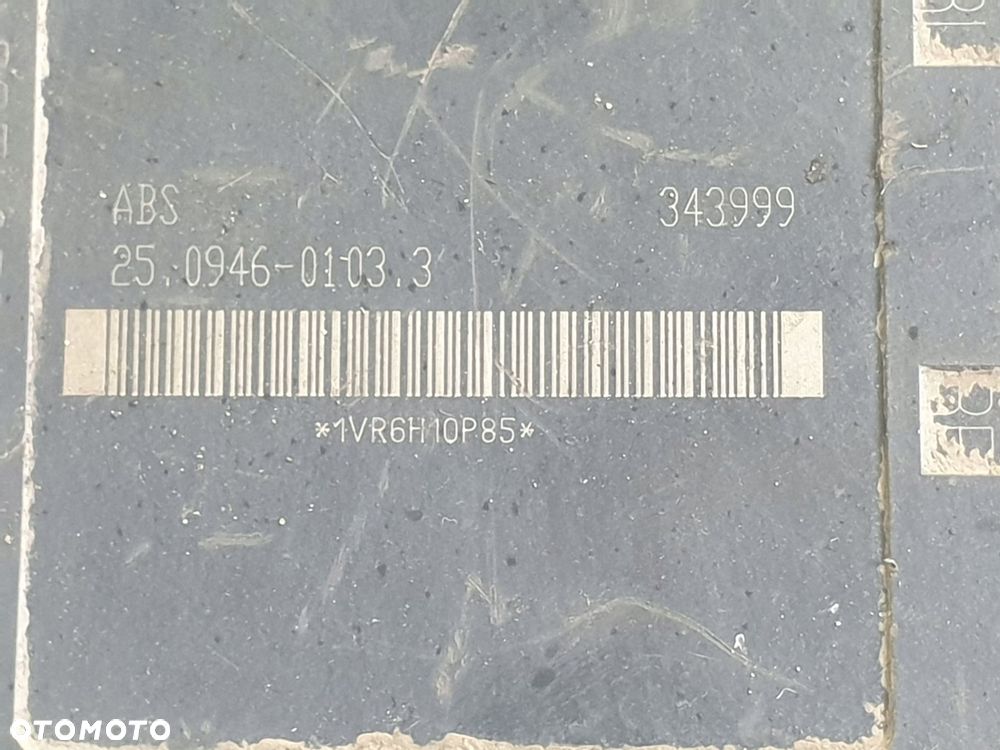 ABS 343999
25.0946-0103.3
*1VR6H10P85*
OTOMOTO